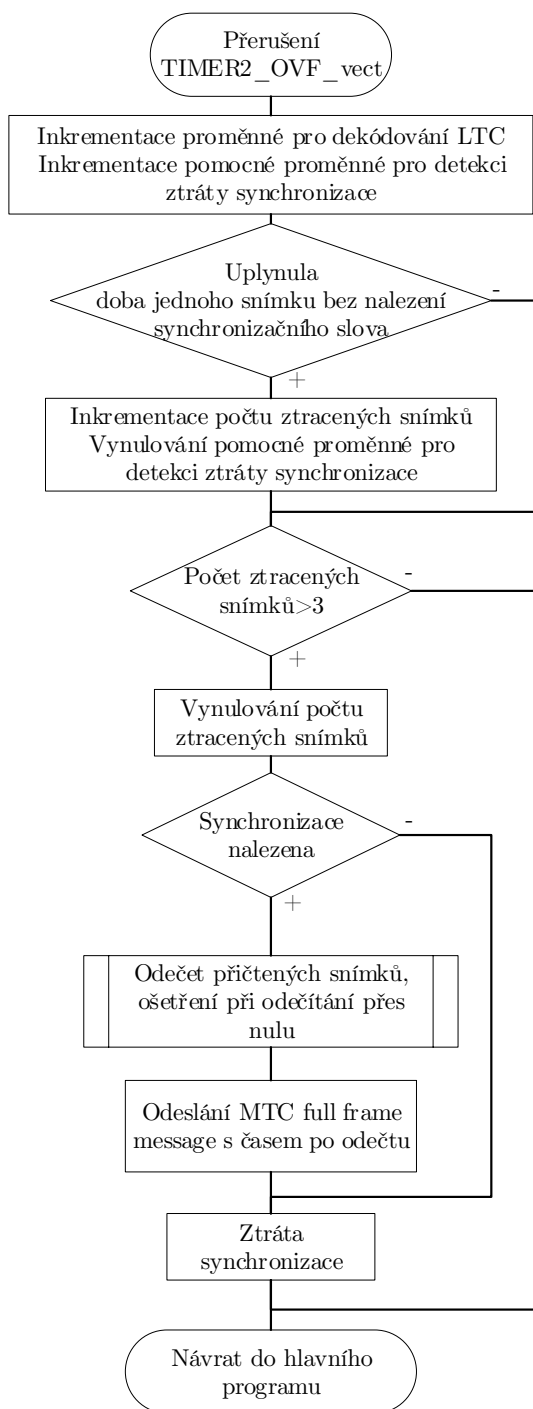 Přerušení
TIMER2_OVF_vect
Inkrementace proměnné pro dekódování LTC
Inkrementace pomocné proměnné pro detekci
ztráty synchronizace
Uplynula
doba jednoho snímku bez nalezení
synchronizačního slova
-
+
Inkrementace počtu ztracených snímků
Vynulování pomocné proměnné pro
detekci ztráty synchronizace
Počet ztracených
snímků>3
-
+
Vynulování počtu
ztracených snímků
Synchronizace
nalezena
-
+
Odečet přičtených snímků,
ošetření při odečítání přes
nulu
Odeslání MTC full frame
message s časem po odečtu
Ztráta
synchronizace
Návrat do hlavního
programu